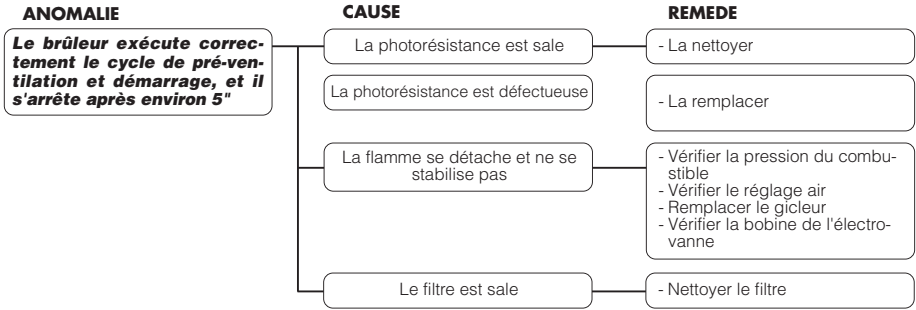 ANOMALIE
CAUSE
REMEDE
Le brûleur exécute correc-
tement le cycle de pré-ven-
tilation et démarrage, et il
s'arrête après environ 5"
La photorésistance est sale
- La nettoyer
La photorésistance est défectueuse
- La remplacer
La flamme se détache et ne se
stabilise pas
- Vérifier la pression du combu-
stible
- Vérifier le réglage air
- Remplacer le gicleur
- Vérifier la bobine de l'électro-
vanne
Le filtre est sale
- Nettoyer le filtre